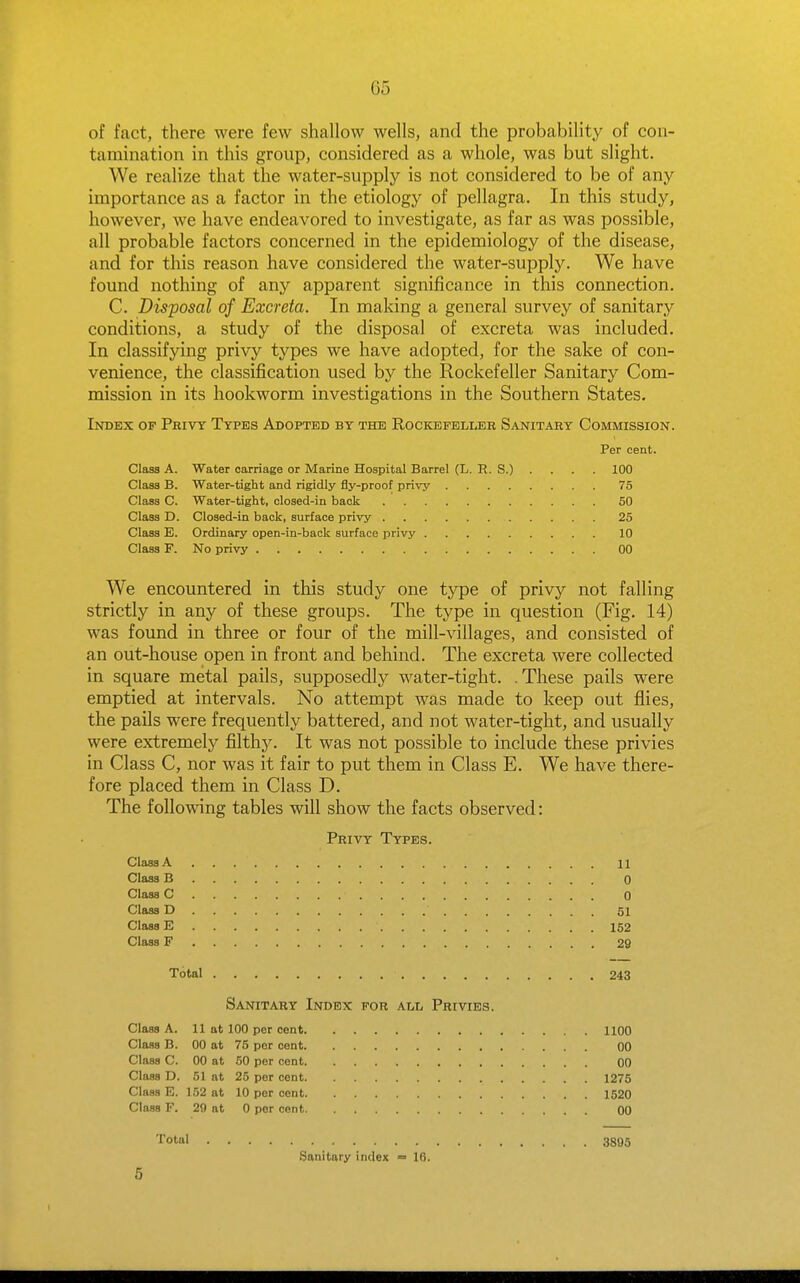 65
of fact, there were few shallow wells, and the probability of con-
tamination in this group, considered as a whole, was but slight.
We realize that the water-supply is not considered to be of any
importance as a factor in the etiology of pellagra. In this study,
however, we have endeavored to investigate, as far as was possible,
all probable factors concerned in the epidemiology of the disease,
and for this reason have considered the water-supply. We have
found nothing of any apparent significance in this connection.
C. Disposal of Excreta. In making a general survey of sanitary
conditions, a study of the disposal of excreta was included.
In classifying privy types we have adopted, for the sake of con-
venience, the classification used by the Rockefeller Sanitary Com-
mission in its hookworm investigations in the Southern States.
Index of Privy Types Adopted by the Rockefeller Sanitary Commission.
Per cent.
Class A. Water carriage or Marine Hospital Barrel (L. R. S.) . . . . 100
Class B. Water-tight and rigidly fly-proof privy . . . . . . . . 75
Class C. Water-tight, closed-in back . . . . . . . . . . . 50
Class D. Closed-in back, surface privy . . . . . . . . . . . 25
Class E. Ordinary open-in-back surface privy . . . . . . . . . 10
Class F. No privy . . . . . . . . . . . . . . . . . 00
We encountered in this study one type of privy not falling
strictly in any of these groups. The type in question (Fig. 14)
was found in three or four of the mill-villages, and consisted of
an out-house open in front and behind. The excreta were collected
in square metal pails, supposedly water-tight. . These pails were
emptied at intervals. No attempt was made to keep out flies,
the pails were frequently battered, and not water-tight, and usually
were extremely filthy. It was not possible to include these privies
in Class C, nor was it fair to put them in Class E. We have there-
fore placed them in Class D.
The following tables will show the facts observed:
Privy Types.
Class A . . . . . . . . . . . . . . . . . . . . 11
Class B . . . . . . . . . . . . . . . . . . . . 0
Class C . . . . . . . . . . . . . . . . . . . . 0
Class D . . . . . . . . . . . . . . . . . . . . 51
Class E . . . . . . . . . . . . . . . . . . . . 152
Class F . . . . . . . . . . . . . . . . . . . . 29
Total . . . . . . . . . . . . . . . . . . . 243
Sanitary Index for all Privies.
Class A. 11 at 100 per cent. . . . . . . . . . . . . . 1100
Class B. 00 at 75 per cent. . . . . . . . . . . . . . 00
Class C. 00 at 50 per cent. . . . . . . . . . . . . . 00
Class D. 51 at 25 per cent. . . . . . . . . . . . . . 1275
Class E. 152 at 10 per cent. . . . . . . . . . . . . . 1520
Class F. 29 at 0 per cent. . . . . . . . . . . . . . 00
Total . . . . . . . . . . . . . . . . . . . 3895
Sanitary index = 16.
5